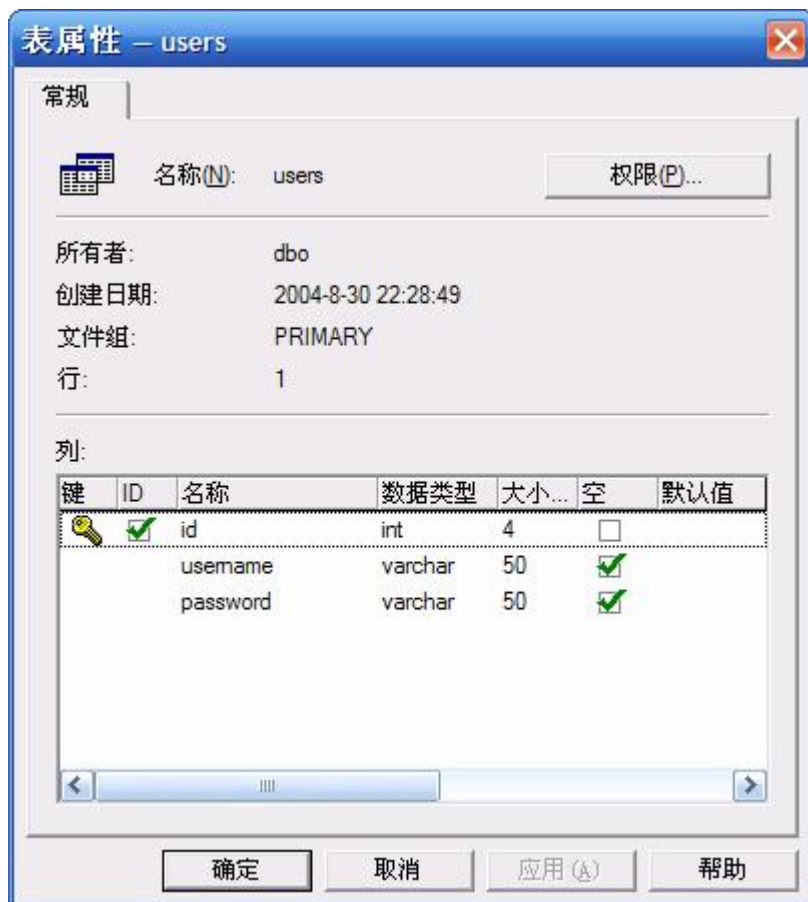 表属性 – users
常规
名称(N): users 权限(P)...
所有者: dbo
创建日期: 2004-8-30 22:28:49
文件组: PRIMARY
行: 1
列:
键 ID 名称 数据类型 大小... 空 默认值
id int 4
username varchar 50
password varchar 50
确定 取消 应用(A) 帮助